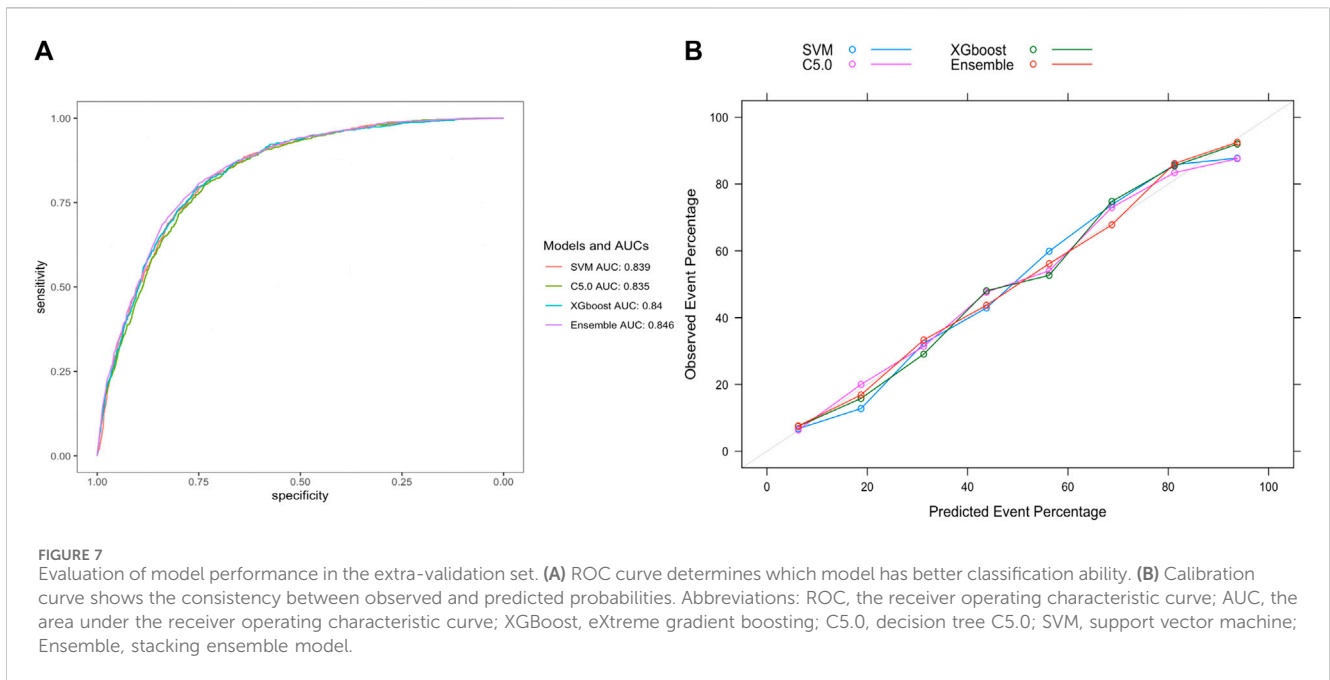 A
1.00
0.75
0.50
0.25
0.00
sensitivity
1.00 0.75 0.50 0.25 0.00
specificity
Models and AUCs
SVM AUC: 0.839
C5.0 AUC: 0.835
XGboost AUC: 0.84
Ensemble AUC: 0.846
B
SVM XGboost
C5.0 Ensemble
100
80
60
40
20
0
Observed Event Percentage
0 20 40 60 80 100
Predicted Event Percentage
FIGURE 7
Evaluation of model performance in the extra-validation set. (A) ROC curve determines which model has better classification ability. (B) Calibration
curve shows the consistency between observed and predicted probabilities. Abbreviations: ROC, the receiver operating characteristic curve; AUC, the
area under the receiver operating characteristic curve; XGBoost, eXtreme gradient boosting; C5.0, decision tree C5.0; SVM, support vector machine;
Ensemble, stacking ensemble model.